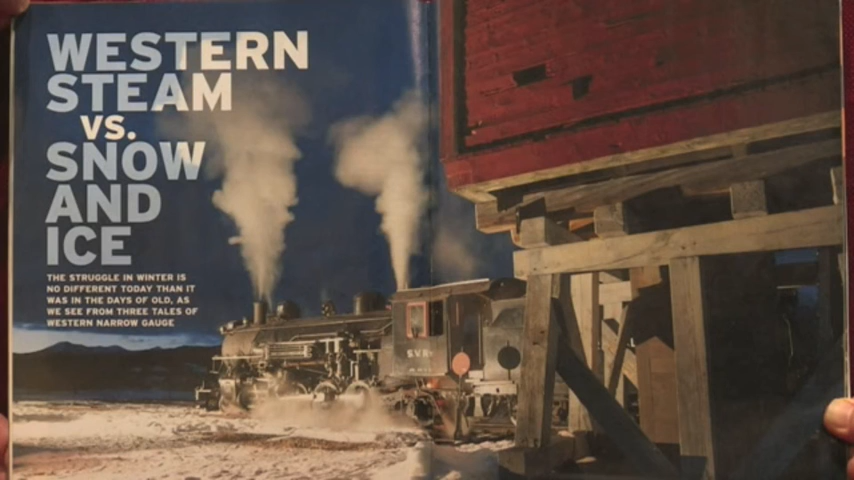 WESTERN
STEAM
VS.
SNOW
AND
ICE
THE STRUGGLE IN WINTER IS
NO DIFFERENT TODAY THAN IT
WAS IN THE DAYS OF OLD, AS
WE SEE FROM THREE TALES OF
WESTERN NARROW GAUGE
S.V.Ry